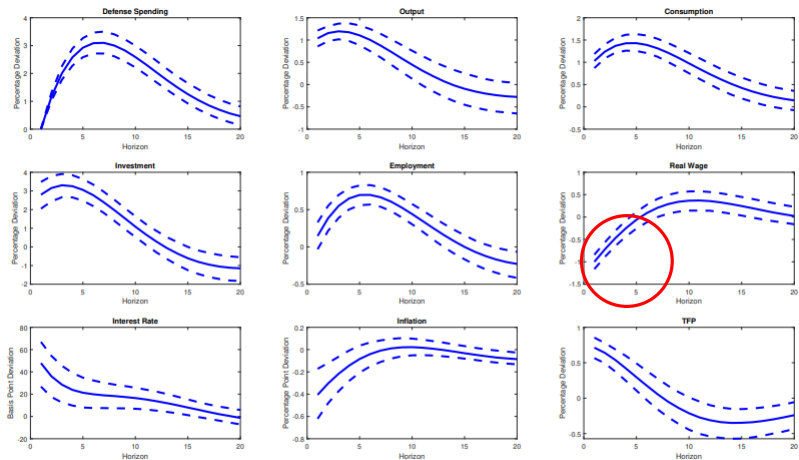 Defense Spending
4
3
2
1
0
Percentage Deviation
0 5 10 15 20
Horizon
Output
1.5
1
0.5
0
-0.5
-1
Percentage Deviation
0 5 10 15 20
Horizon
Consumption
2
1.5
1
0.5
0
-0.5
Percentage Deviation
0 5 10 15 20
Horizon
Investment
4
3
2
1
0
-1
-2
Percentage Deviation
0 5 10 15 20
Horizon
Employment
1
0.5
0
-0.5
Percentage Deviation
0 5 10 15 20
Horizon
Real Wage
1
0.5
0
-0.5
-1
-1.5
Percentage Deviation
0 5 10 15 20
Horizon
Interest Rate
80
60
40
20
0
-20
Basis Point Deviation
0 5 10 15 20
Horizon
Inflation
0.2
0
-0.2
-0.4
-0.6
-0.8
Percentage Point Deviation
0 5 10 15 20
Horizon
TFP
1
0.5
0
-0.5
Percentage Deviation
0 5 10 15 20
Horizon